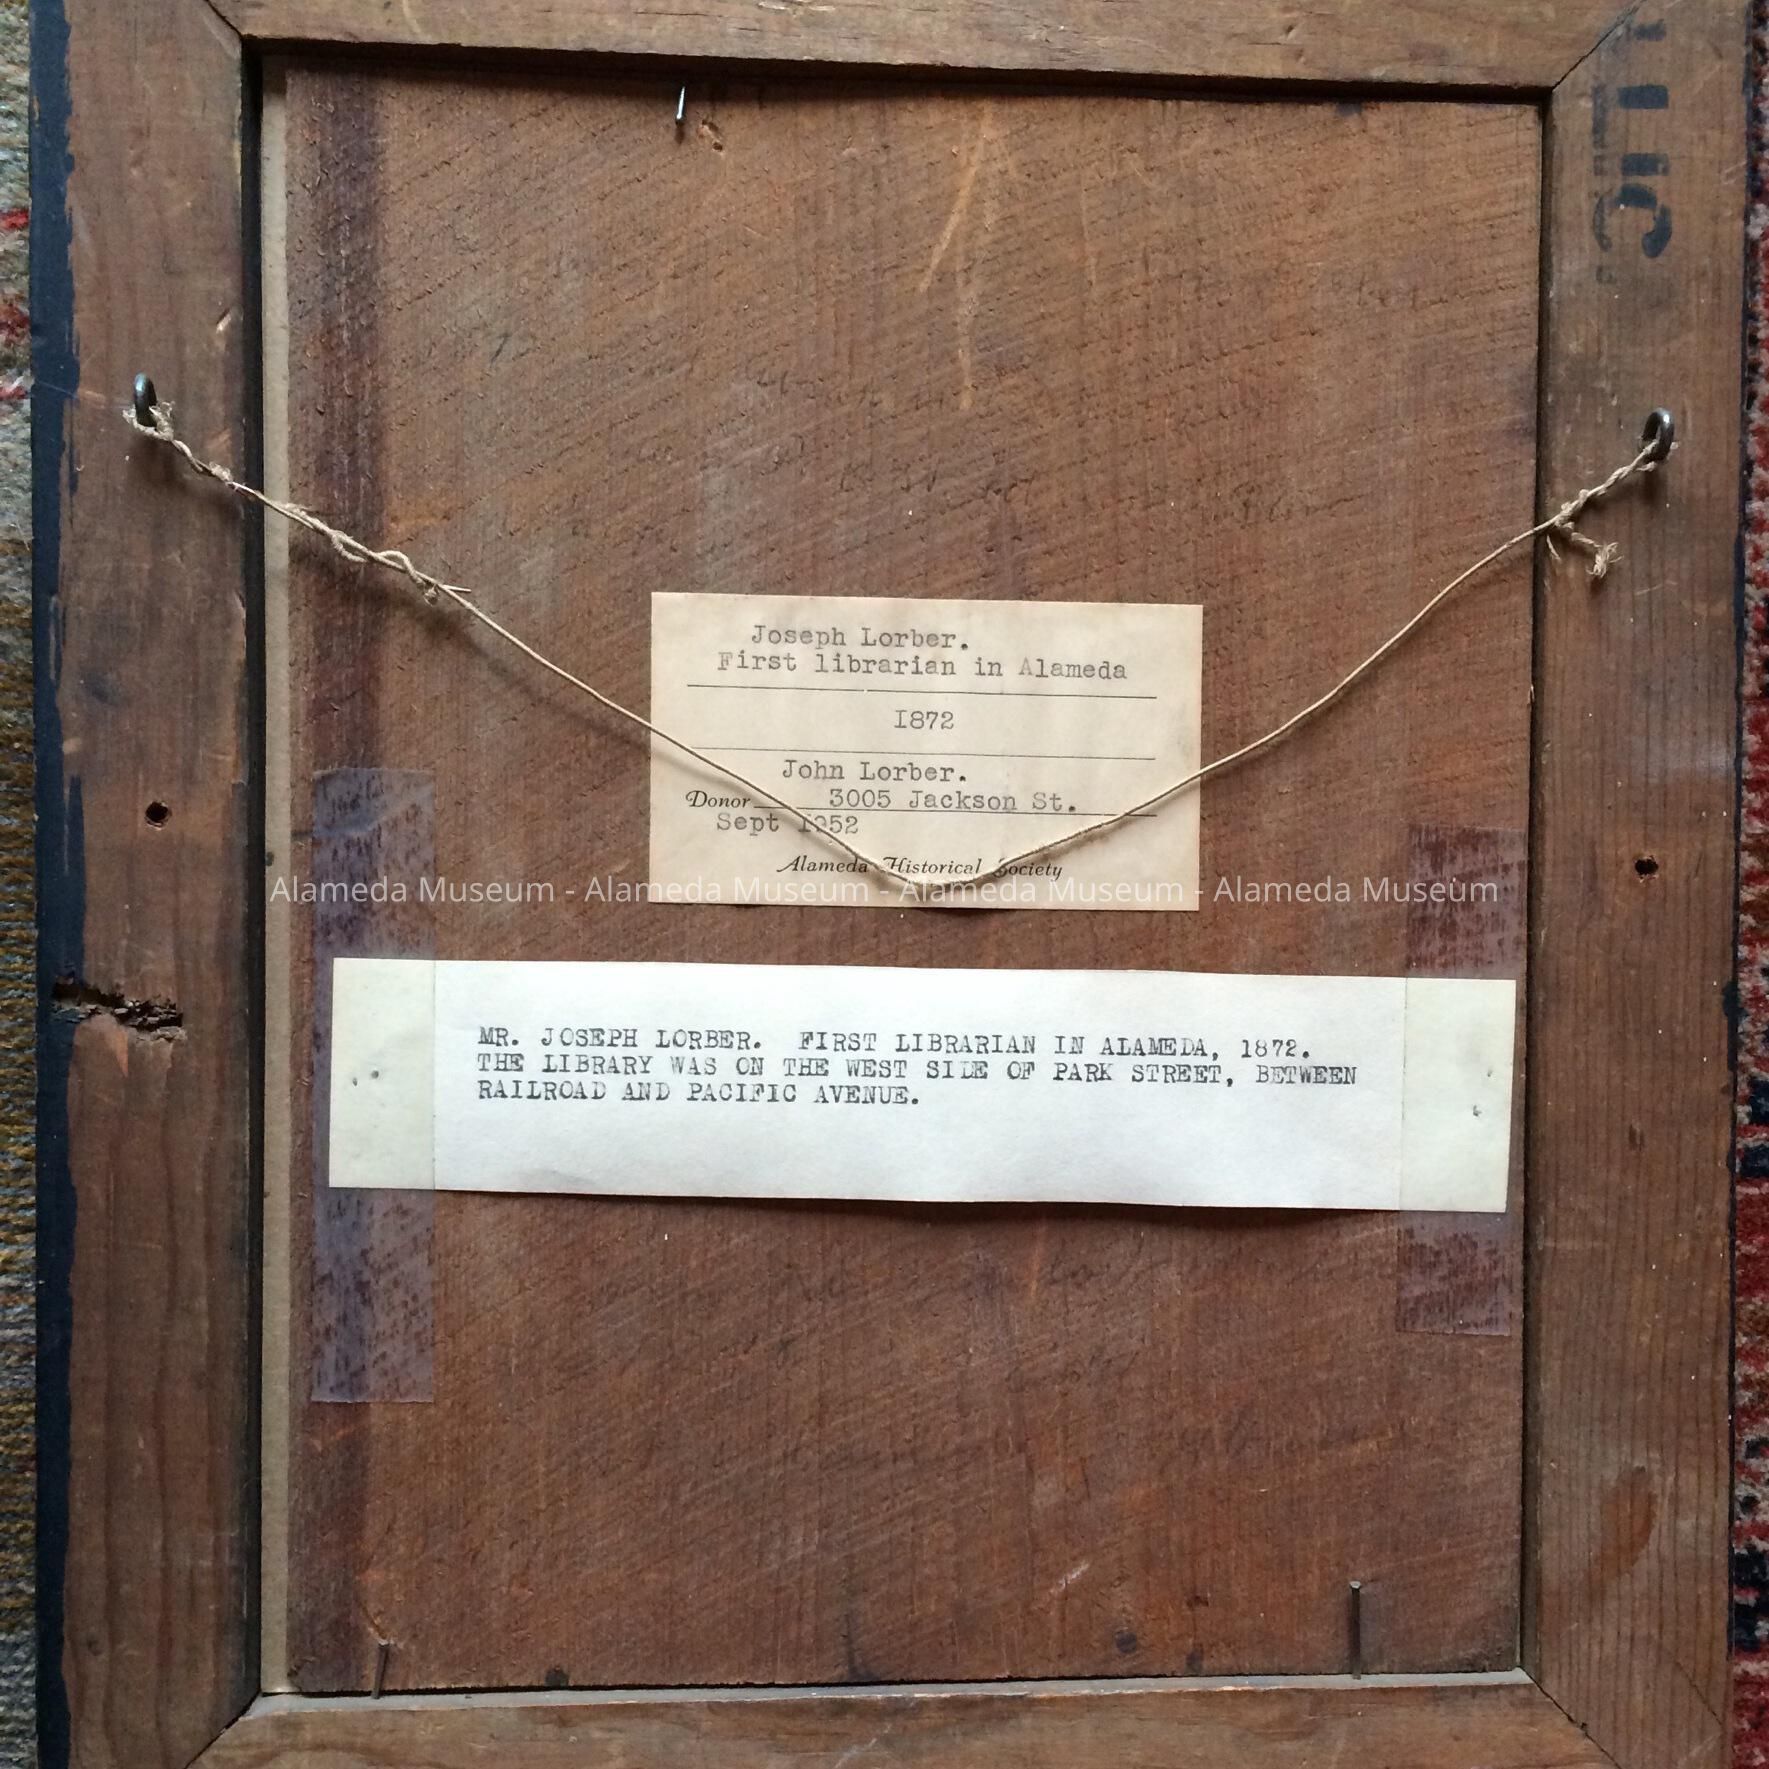 Joseph Lorber.
First librarian in Alameda
I872
John Lorber.
Donor 3005 Jackson St.
Sept I952
Alameda Historical Society
Alameda Museum - Alameda Museum - Alameda Museum - Alameda Museum
MR. JOSEPH LORBER. FIRST LIBRARIAN IN ALAMEDA, 1872.
THE LIBRARY WAS ON THE WEST SIDE OF PARK STREET, BETWEEN
RAILROAD AND PACIFIC AVENUE.